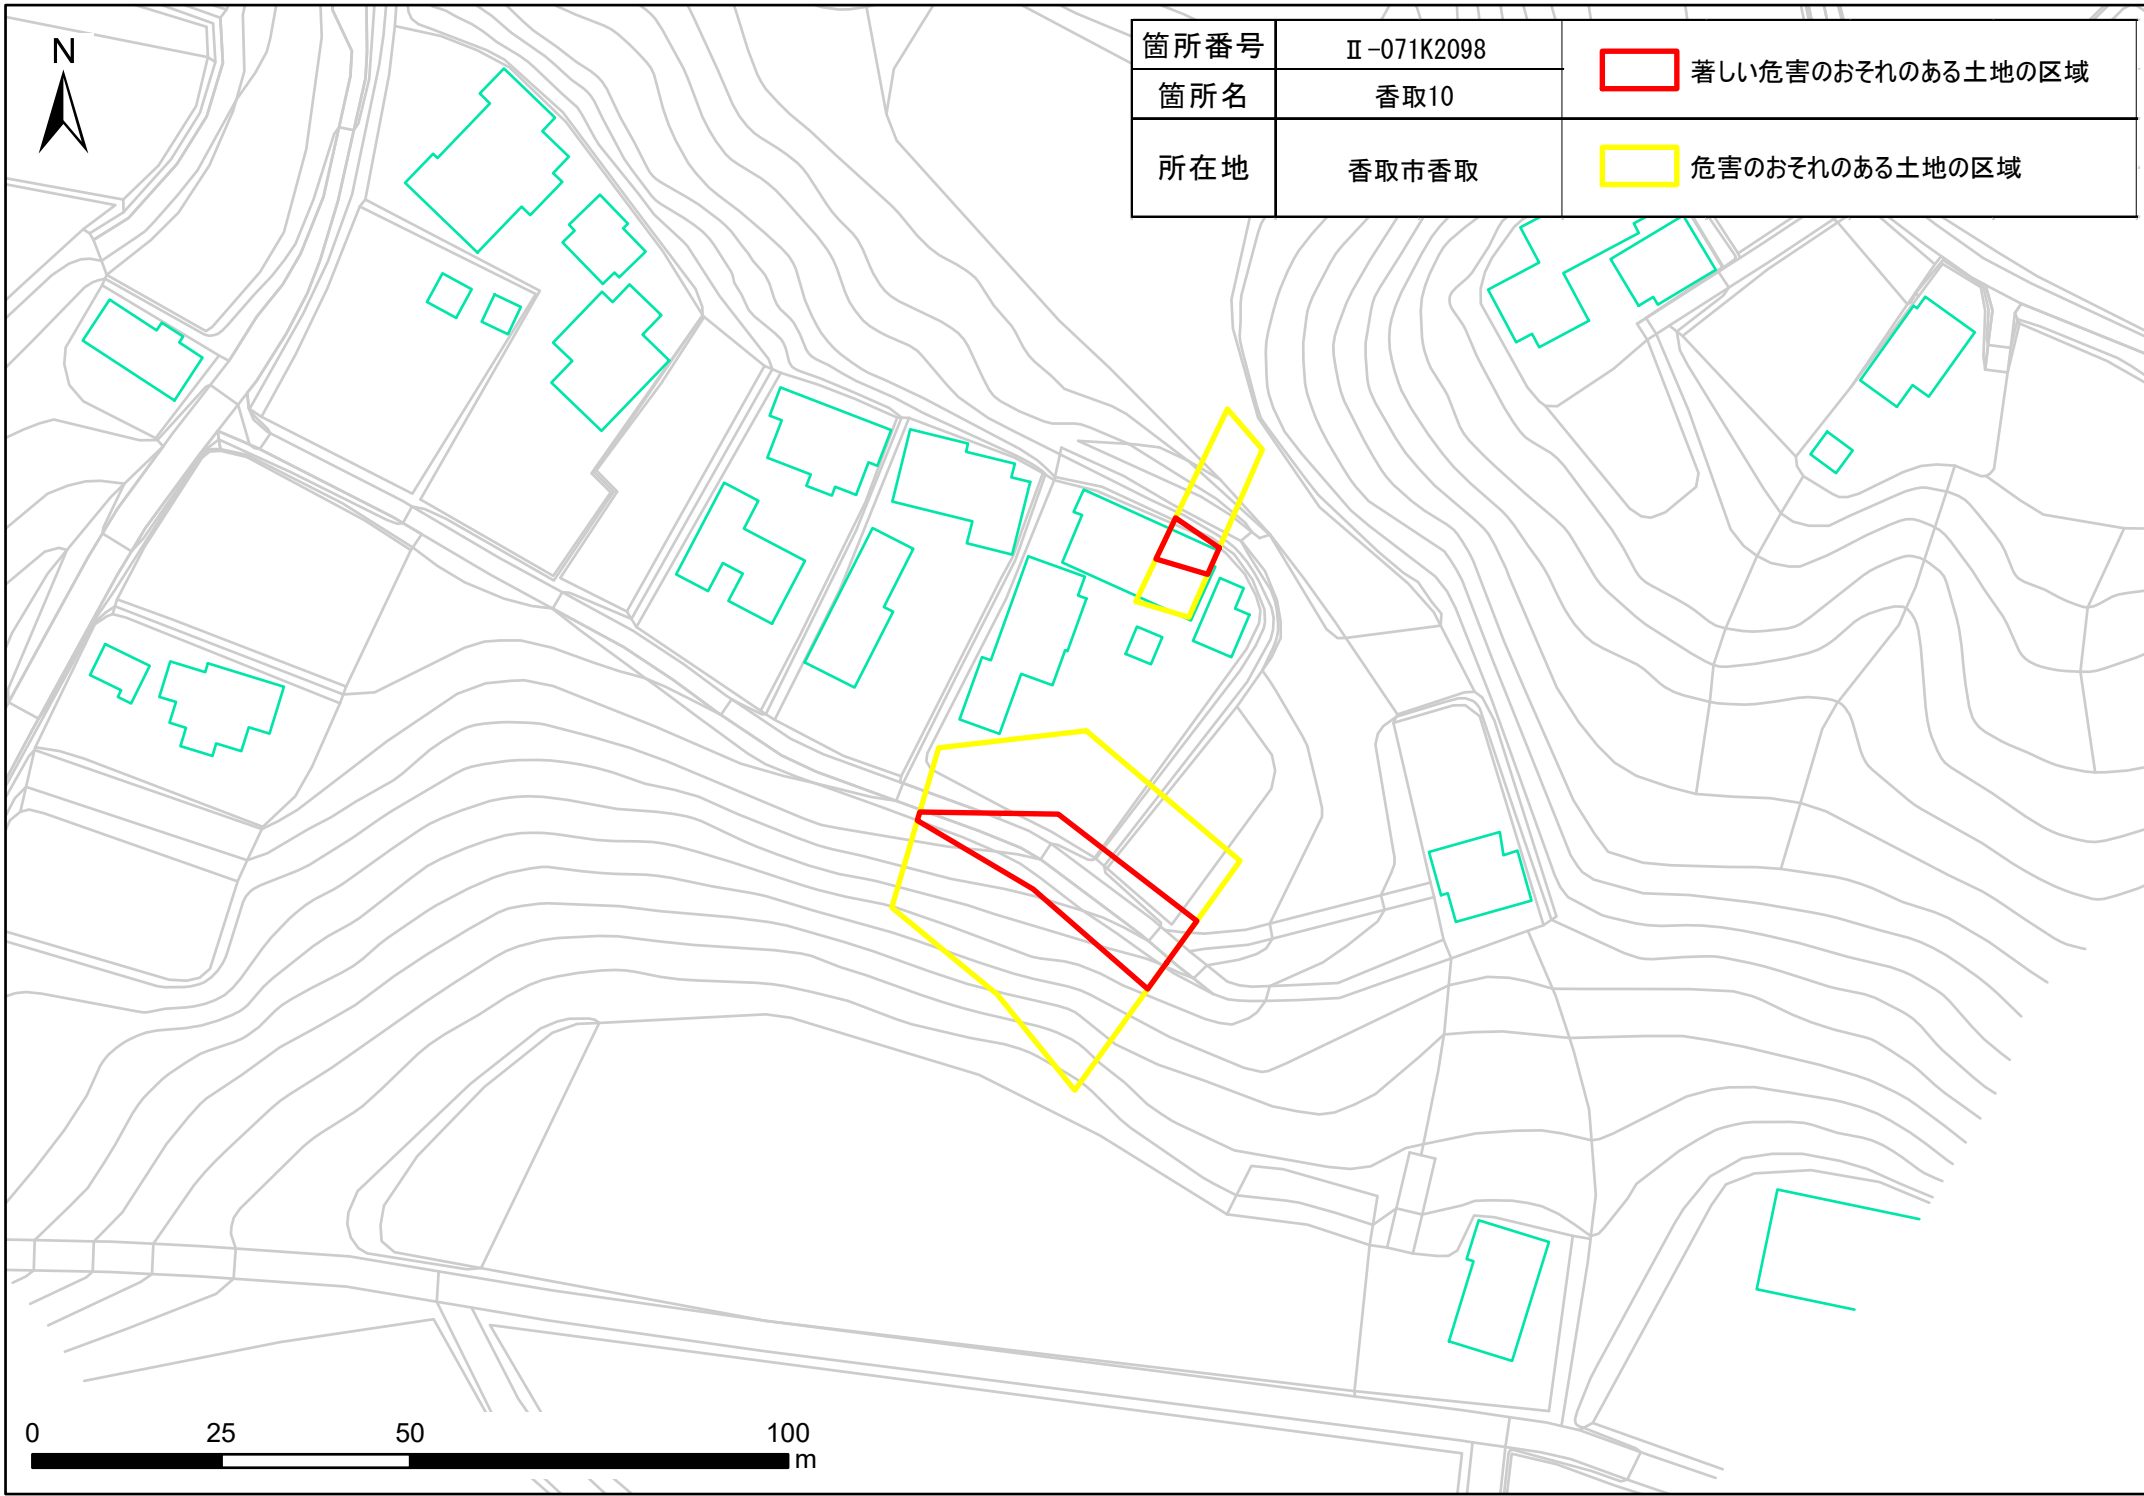 N
箇所番号 Ⅱ-071K2098
箇所名 香取10
所在地 香取市香取
著しい危害のおそれのある土地の区域
危害のおそれのある土地の区域
0 25 50 100
m